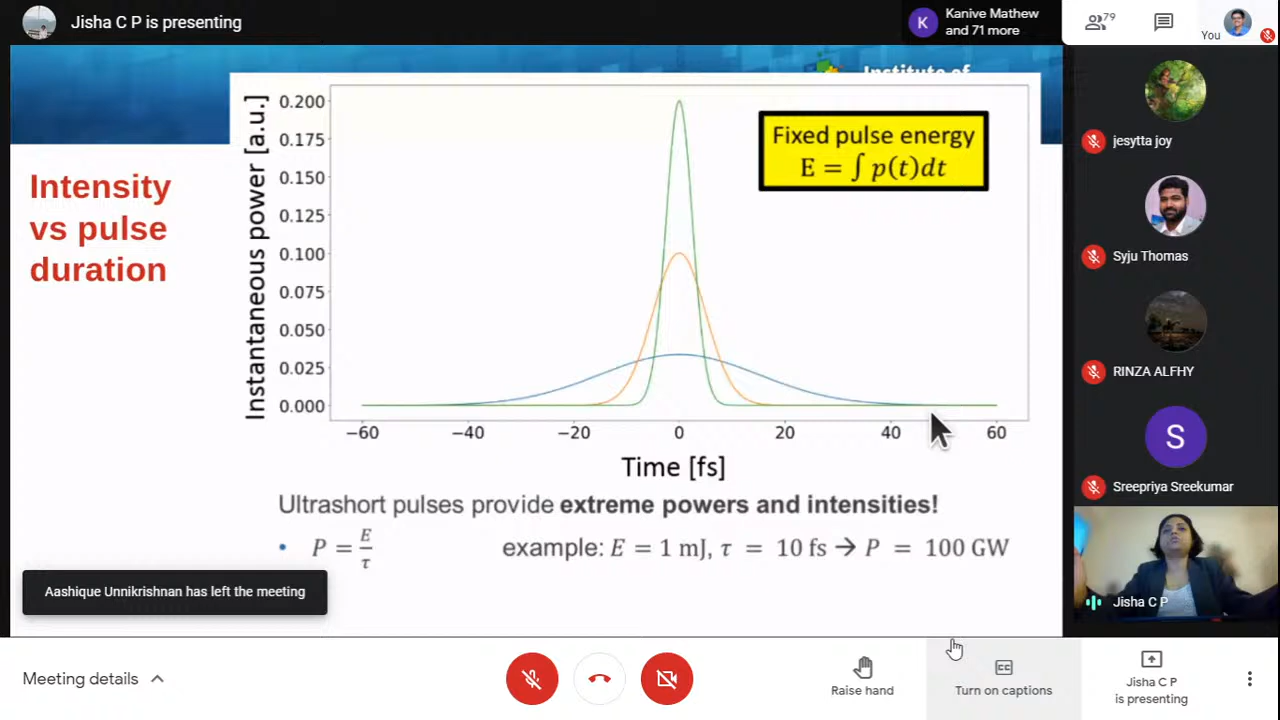 Jisha C P is presenting
Kanive Mathew
and 71 more
K
79
You
Institute of
Intensity
vs pulse
duration
Instantaneous power [a.u.]
0.200
0.175
0.150
0.125
0.100
0.075
0.050
0.025
0.000
Fixed pulse energy
E = ∫ p(t)dt
−60
−40
−20
0
20
40
60
Time [fs]
Ultrashort pulses provide extreme powers and intensities!
• P = E/τ example: E = 1 mJ, τ = 10 fs → P = 100 GW
Aashique Unnikrishnan has left the meeting
jesytta joy
Syju Thomas
RINZA ALFHY
S
Sreepriya Sreekumar
Jisha C P
Meeting details
Raise hand
CC
Turn on captions
Jisha C P
is presenting